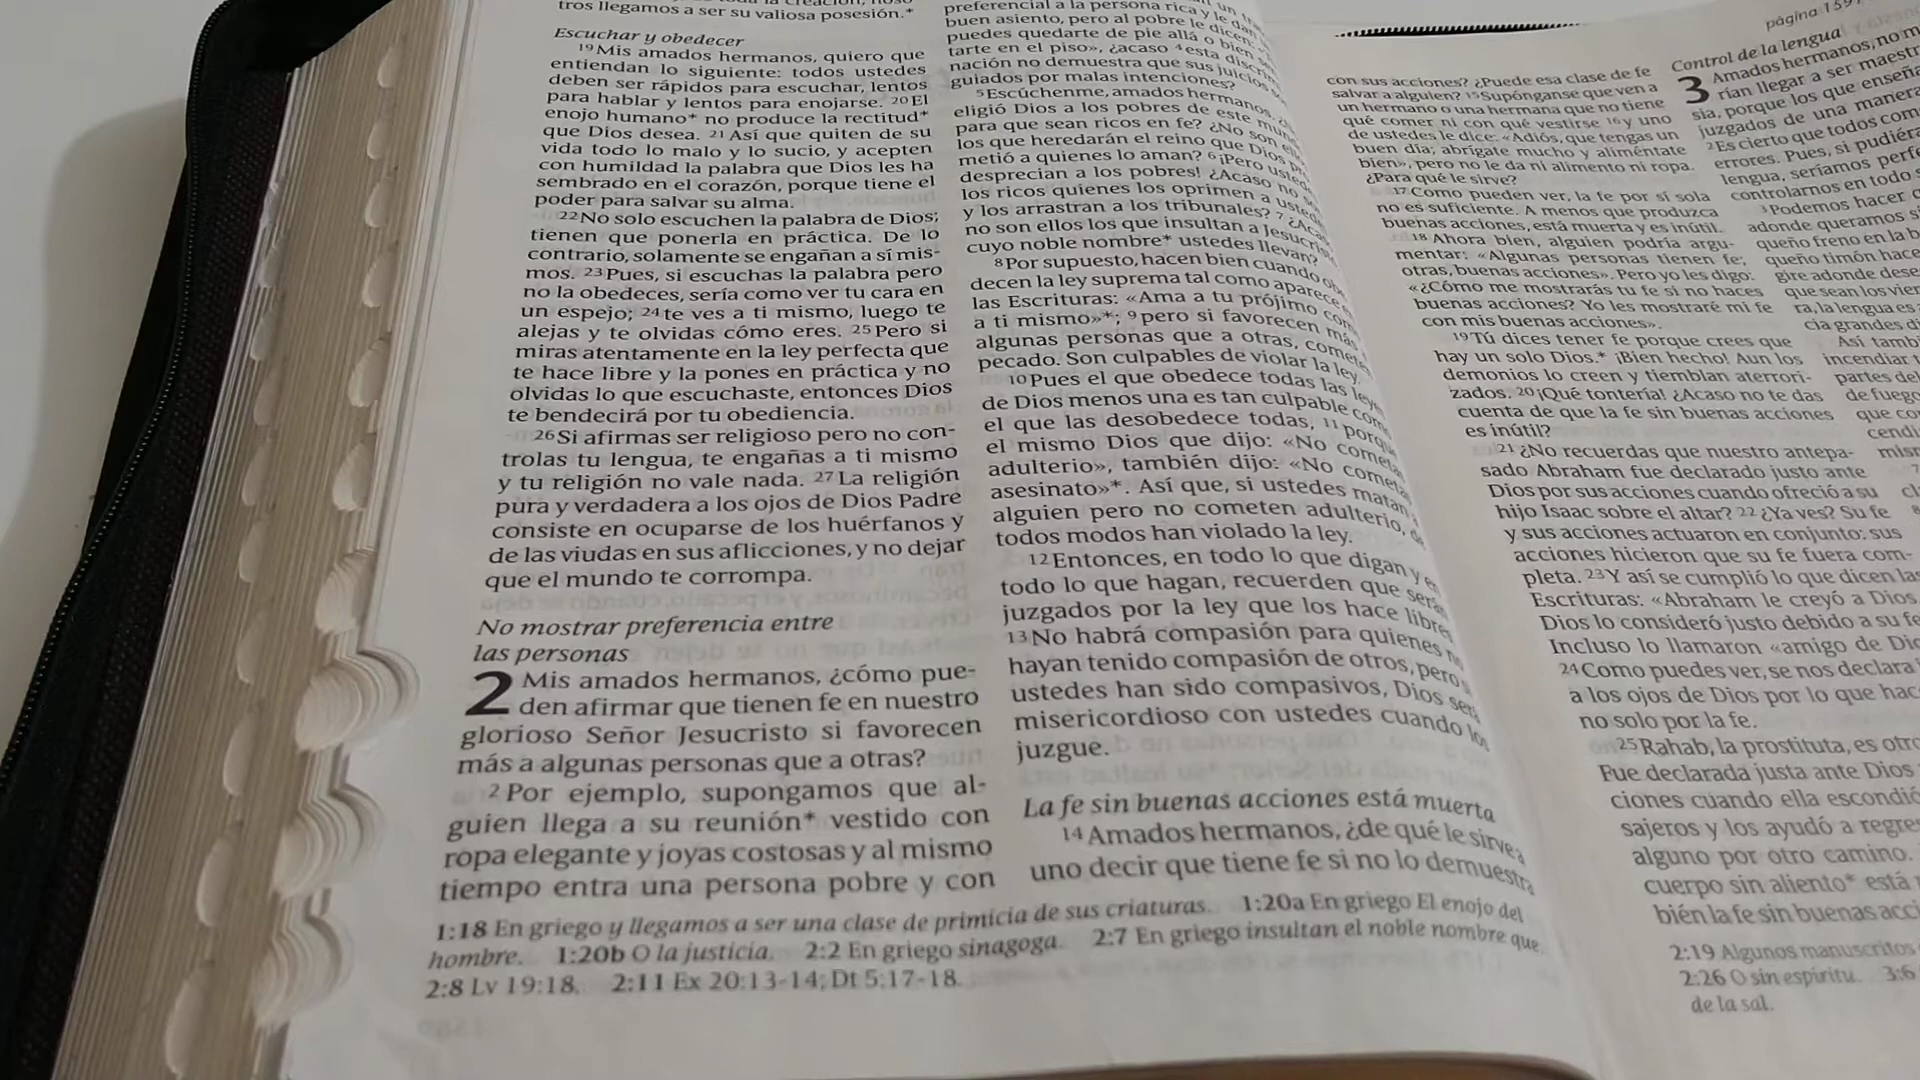 tros llegamos a ser su valiosa posesión.*
Escuchar y obedecer
19 Mis amados hermanos, quiero que
entiendan lo siguiente: todos ustedes
deben ser rápidos para escuchar, lentos
para hablar y lentos para enojarse. 20 El
enojo humano* no produce la rectitud*
que Dios desea. 21 Así que quiten de su
vida todo lo malo y lo sucio, y acepten
con humildad la palabra que Dios les ha
sembrado en el corazón, porque tiene el
poder para salvar su alma.
22 No solo escuchen la palabra de Dios;
tienen que ponerla en práctica. De lo
contrario, solamente se engañan a sí mis-
mos. 23 Pues, si escuchas la palabra pero
no la obedeces, sería como ver tu cara en
un espejo; 24 te ves a ti mismo, luego te
alejas y te olvidas cómo eres. 25 Pero si
miras atentamente en la ley perfecta que
te hace libre y la pones en práctica y no
olvidas lo que escuchaste, entonces Dios
te bendecirá por tu obediencia.
26 Si afirmas ser religioso pero no con-
trolas tu lengua, te engañas a ti mismo
y tu religión no vale nada. 27 La religión
pura y verdadera a los ojos de Dios Padre
consiste en ocuparse de los huérfanos y
de las viudas en sus aflicciones, y no dejar
que el mundo te corrompa.
No mostrar preferencia entre
las personas
2 Mis amados hermanos, ¿cómo pue-
den afirmar que tienen fe en nuestro
glorioso Señor Jesucristo si favorecen
más a algunas personas que a otras?
2 Por ejemplo, supongamos que al-
guien llega a su reunión* vestido con
ropa elegante y joyas costosas y al mismo
tiempo entra una persona pobre y con
preferencial a la persona rica y le dan un
buen asiento, pero al pobre le dicen:
puedes quedarte de pie allá o bien
tarte en el piso», ¿acaso 4 esta discrimi
nación no demuestra que sus juicios
guiados por malas intenciones?
5 Escúchenme, amados hermanos.
eligió Dios a los pobres de este mun
para que sean ricos en fe? ¿No son
los que heredarán el reino que Dios
metió a quienes lo aman? 6 ¡Pero ustedes
desprecian a los pobres! ¿Acaso no
los ricos quienes los oprimen a ustedes
y los arrastran a los tribunales? 7 ¿Acaso
no son ellos los que insultan a Jesucristo
cuyo noble nombre* ustedes llevan?
8 Por supuesto, hacen bien cuando obe
decen la ley suprema tal como aparece
las Escrituras: «Ama a tu prójimo como
a ti mismo»*; 9 pero si favorecen más
algunas personas que a otras, cometen
pecado. Son culpables de violar la ley.
10 Pues el que obedece todas las leyes
de Dios menos una es tan culpable como
el que las desobedece todas, 11 porque
el mismo Dios que dijo: «No cometas
adulterio», también dijo: «No cometas
asesinato»*. Así que, si ustedes matan
alguien pero no cometen adulterio, de
todos modos han violado la ley.
12 Entonces, en todo lo que digan y en
todo lo que hagan, recuerden que serán
juzgados por la ley que los hace libres
13 No habrá compasión para quienes no
hayan tenido compasión de otros, pero
ustedes han sido compasivos, Dios será
misericordioso con ustedes cuando los
juzgue.
La fe sin buenas acciones está muerta
14 Amados hermanos, ¿de qué le sirve a
uno decir que tiene fe si no lo demuestra
1:18 En griego y llegamos a ser una clase de primicia de sus criaturas. 1:20a En griego El enojo del
hombre. 1:20b O la justicia. 2:2 En griego sinagoga. 2:7 En griego insultan el noble nombre que
2:8 Lv 19:18. 2:11 Ex 20:13-14; Dt 5:17-18.
página 1597
con sus acciones? ¿Puede esa clase de fe
salvar a alguien? 15 Supónganse que ven a
un hermano o una hermana que no tiene
qué comer ni con qué vestirse 16 y uno
de ustedes le dice: «Adiós, que tengas un
buen día; abrígate mucho y aliméntate
bien», pero no le da ni alimento ni ropa.
¿Para qué le sirve?
17 Como pueden ver, la fe por sí sola
no es suficiente. A menos que produzca
buenas acciones, está muerta y es inútil.
18 Ahora bien, alguien podría argu-
mentar: «Algunas personas tienen fe;
otras, buenas acciones». Pero yo les digo:
«¿Cómo me mostrarás tu fe si no haces
buenas acciones? Yo les mostraré mi fe
con mis buenas acciones».
19 Tú dices tener fe porque crees que
hay un solo Dios.* ¡Bien hecho! Aun los
demonios lo creen y tiemblan aterrori-
zados. 20 ¡Qué tontería! ¿Acaso no te das
cuenta de que la fe sin buenas acciones
es inútil?
21 ¿No recuerdas que nuestro antepa-
sado Abraham fue declarado justo ante
Dios por sus acciones cuando ofreció a su
hijo Isaac sobre el altar? 22 ¿Ya ves? Su fe
y sus acciones actuaron en conjunto: sus
acciones hicieron que su fe fuera com-
pleta. 23 Y así se cumplió lo que dicen las
Escrituras: «Abraham le creyó a Dios
Dios lo consideró justo debido a su fe
Incluso lo llamaron «amigo de Dio
24 Como puedes ver, se nos declara
a los ojos de Dios por lo que hac
no solo por la fe.
25 Rahab, la prostituta, es otro
Fue declarada justa ante Dios
ciones cuando ella escondió
sajeros y los ayudó a regre
alguno por otro camino.
cuerpo sin aliento* está
bién la fe sin buenas acci
2:19 Algunos manuscritos
2:26 O sin espíritu. 3:6
de la sal.
Control de la lengua
3 Amados hermanos, no m
rían llegar a ser maestr
sia, porque los que enseña
juzgados de una manera
2 Es cierto que todos com
errores. Pues, si pudiéra
lengua, seríamos perfe
controlarnos en todo s
3 Podemos hacer q
adonde queramos si
queño freno en la b
queño timón hace
gire adonde dese
que sean los vien
ra, la lengua es
cia grandes di
Así tambi
incendiar t
partes del
de fuego
que co
cendi
mism